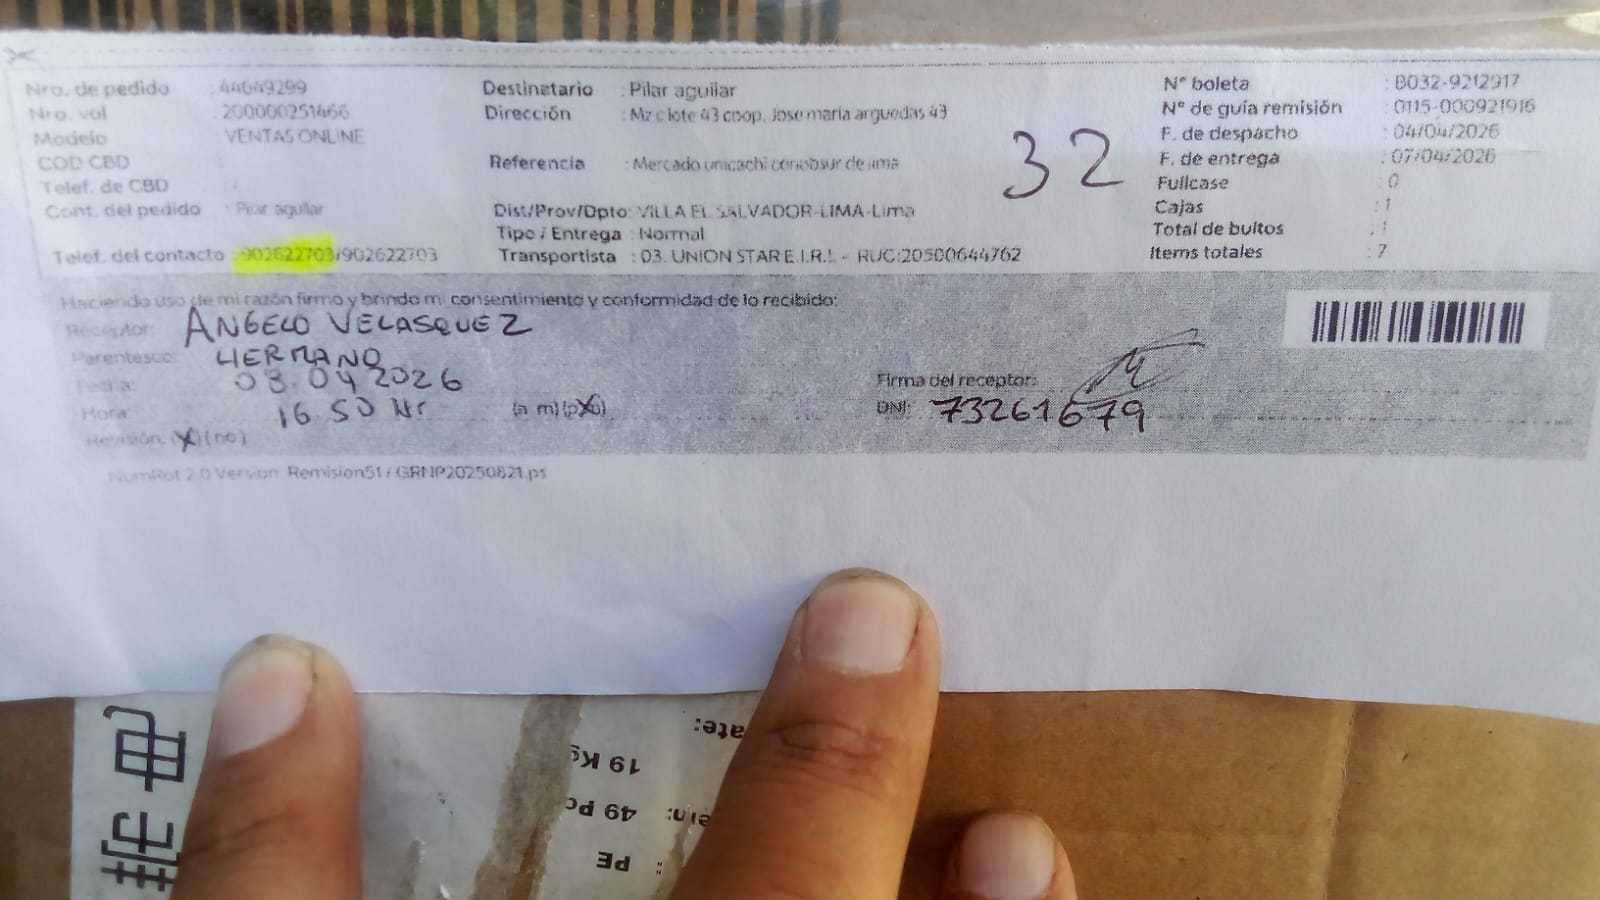 Nro. de pedido : 44649299
Nro. vol : 200000251466
Modelo VENTAS ONLINE
COD CBD :
Telef. de CBD :
Cont. del pedido : Pilar aguilar
Telef. del contacto : 902622703/902622703
Destinatario : Pilar aguilar
Dirección : Mz c lote 43 coop. Jose maria arguedas 43
Referencia : Mercado unicachi cono sur de lima
Dist/Prov/Dpto: VILLA EL SALVADOR-LIMA-Lima
Tipo / Entrega : Normal
Transportista : 03. UNION STAR E.I.R.L. - RUC:20500644762
32
N° boleta : B032-9212917
N° de guía remisión : 0115-000921916
F. de despacho : 04/04/2026
F. de entrega : 07/04/2026
Fullcase : 0
Cajas : 1
Total de bultos : 1
Items totales : 7
Haciendo uso de mi razón firmo y brindo mi consentimiento y conformidad de lo recibido:
Receptor: ANGELO VELASQUEZ
Parentesco: HERMANO
Fecha: 08.04 2026
Hora: 16.50 Hr (a m)
Revisión: (no)
Firma del receptor:
DNI: 73261679
NumRot 2.0 Version Remision51 / GRNP20250821.ps
19 Kg
49 Pc
PE